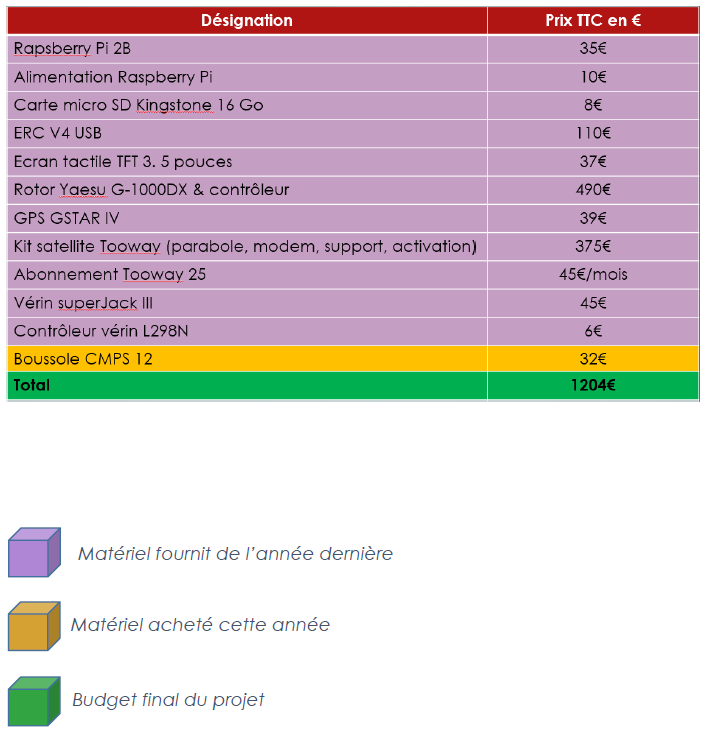 Désignation Prix TTC en €
Rapsberry Pi 2B 35€
Alimentation Raspberry Pi 10€
Carte micro SD Kingstone 16 Go 8€
ERC V4 USB 110€
Ecran tactile TFT 3. 5 pouces 37€
Rotor Yaesu G-1000DX & contrôleur 490€
GPS GSTAR IV 39€
Kit satellite Tooway (parabole, modem, support, activation) 375€
Abonnement Tooway 25 45€/mois
Vérin superJack III 45€
Contrôleur vérin L298N 6€
Boussole CMPS 12 32€
Total 1204€
Matériel fournit de l'année dernière
Matériel acheté cette année
Budget final du projet